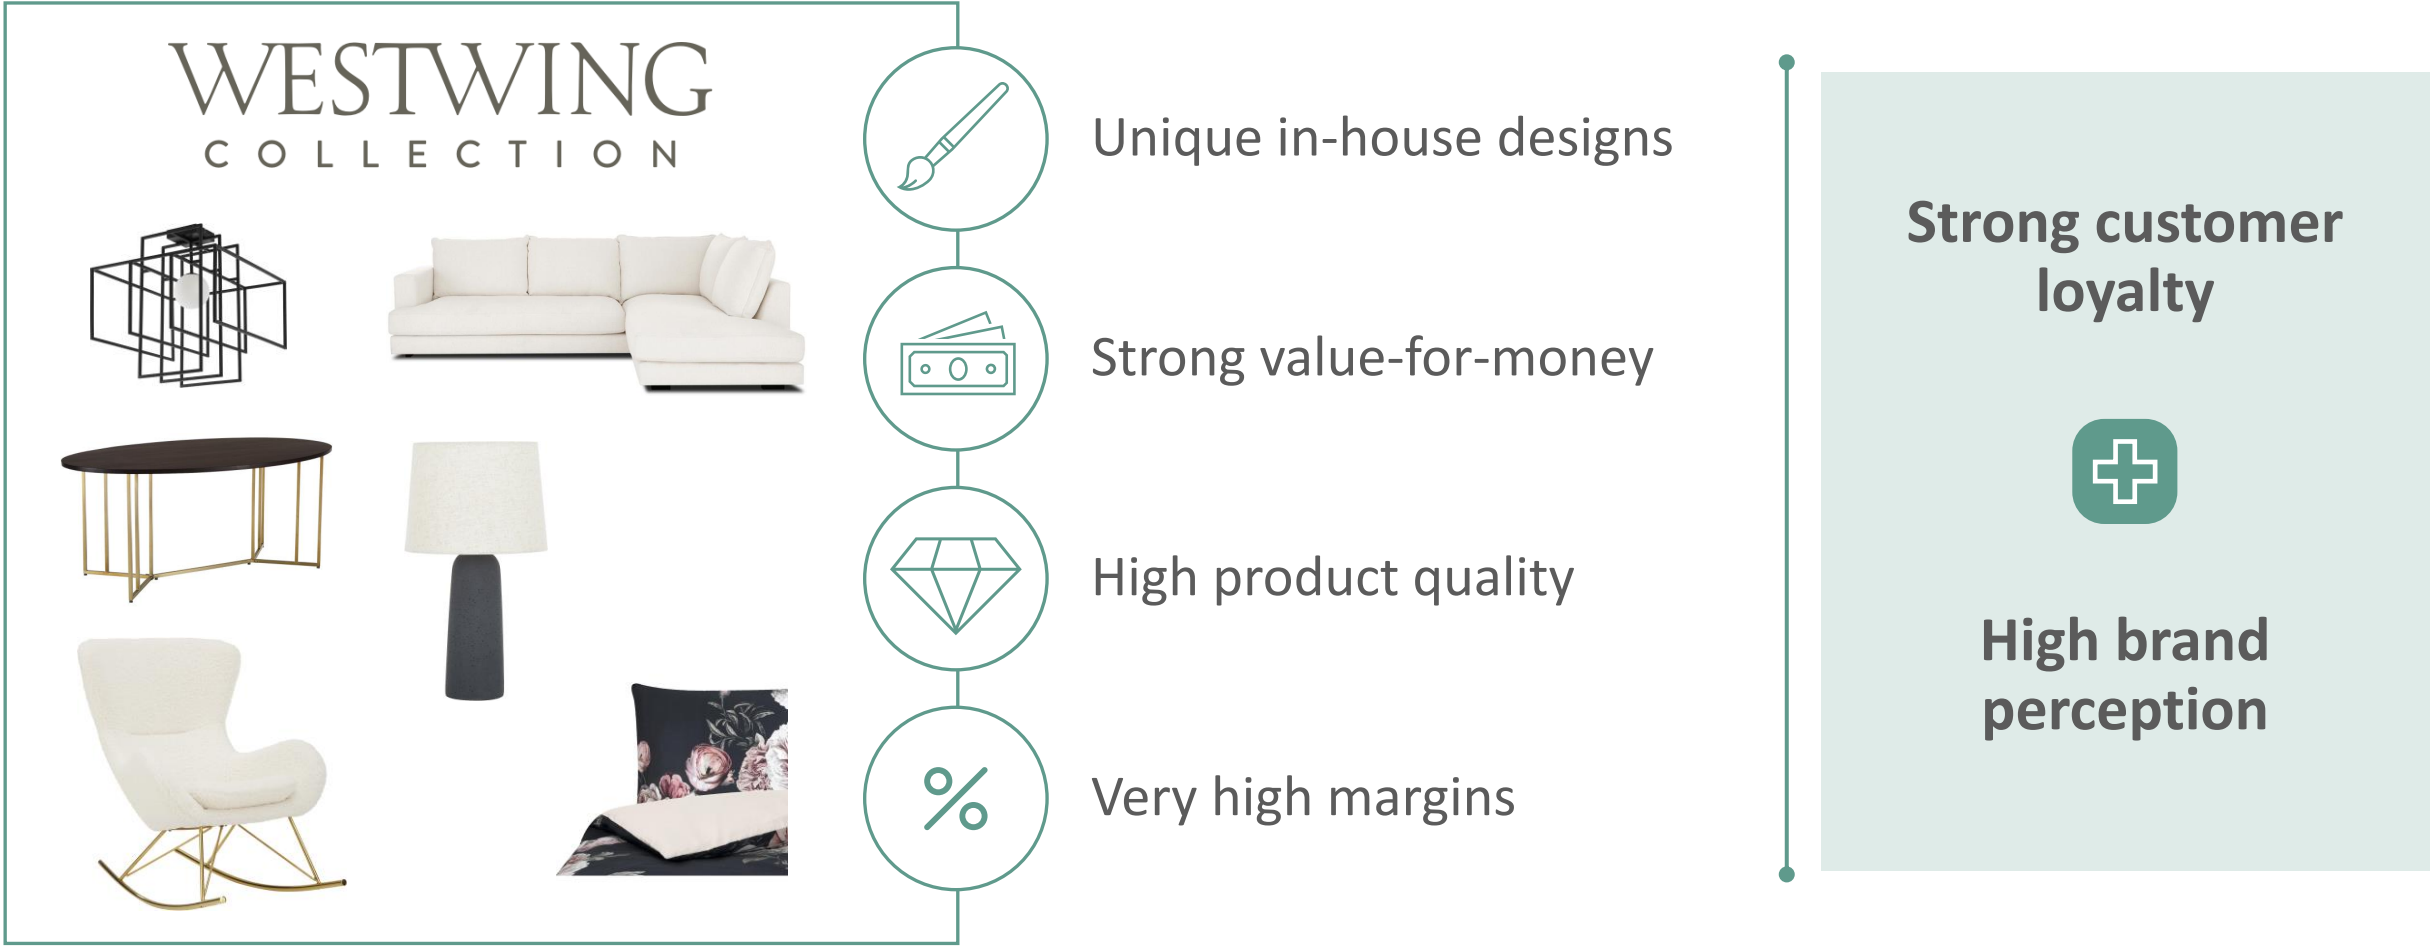 WESTWING
COLLECTION
Unique in-house designs
Strong value-for-money
High product quality
Very high margins
Strong customer
loyalty
High brand
perception